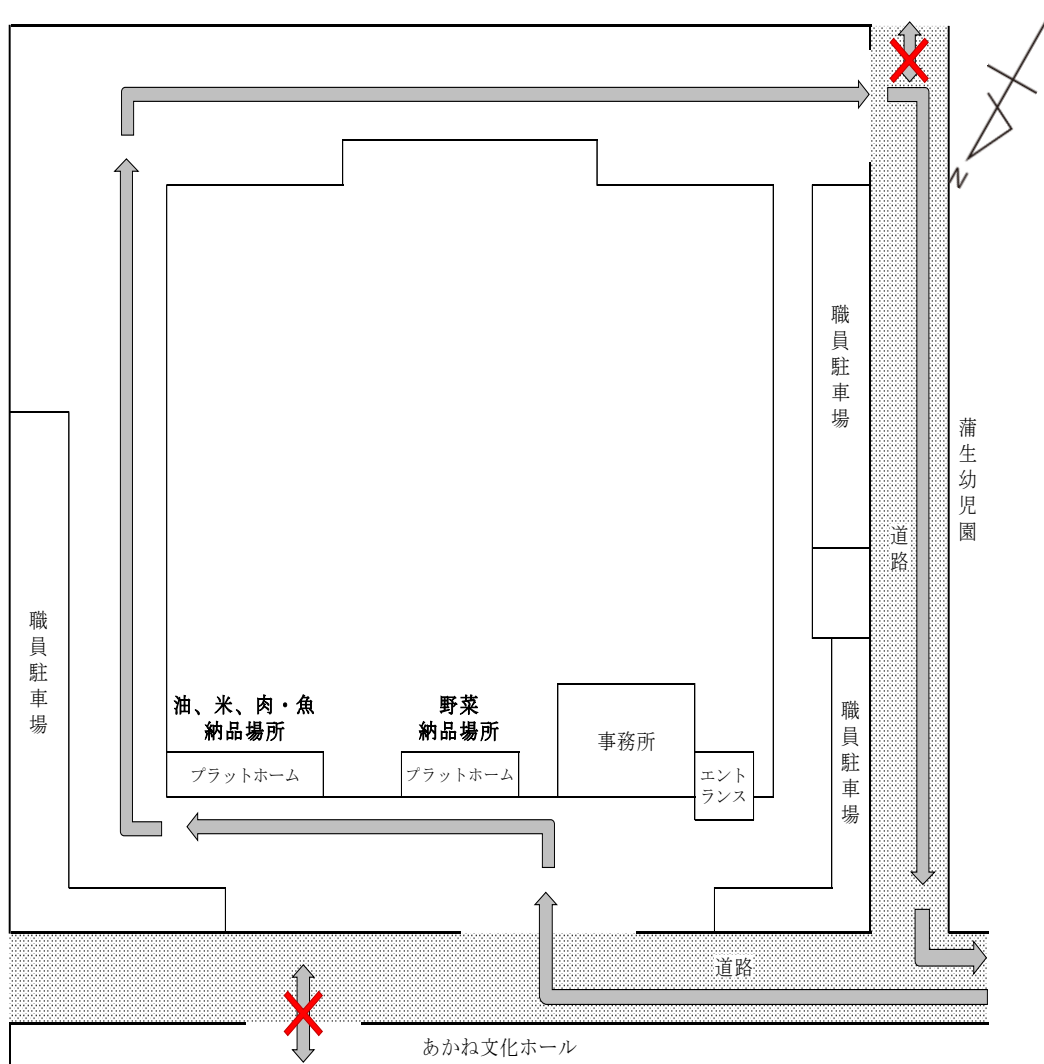 N
職員駐車場
蒲生幼児園
道路
職員駐車場
油、米、肉・魚
納品場所
野菜
納品場所
事務所
プラットホーム
プラットホーム
エント
ランス
職員駐車場
道路
あかね文化ホール